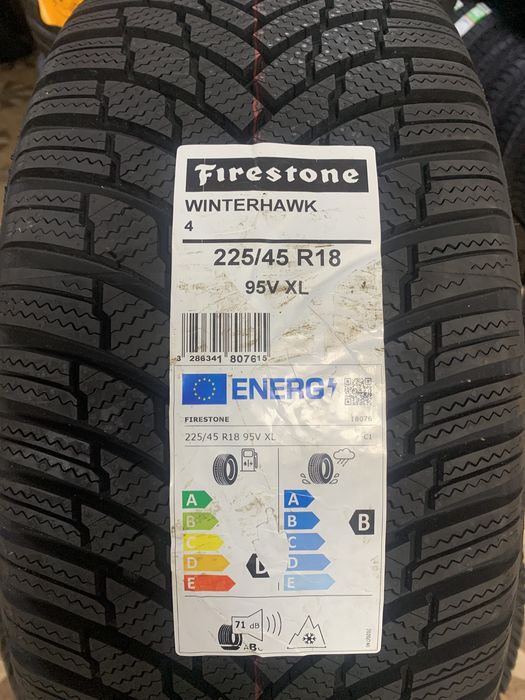 Firestone
WINTERHAWK
4
225/45 R18
95V XL
3 286341 807615
ENERG
FIRESTONE 18076
225/45 R18 95V XL C1
A A
B B B
C C
D D
E E
71 dB
ABC